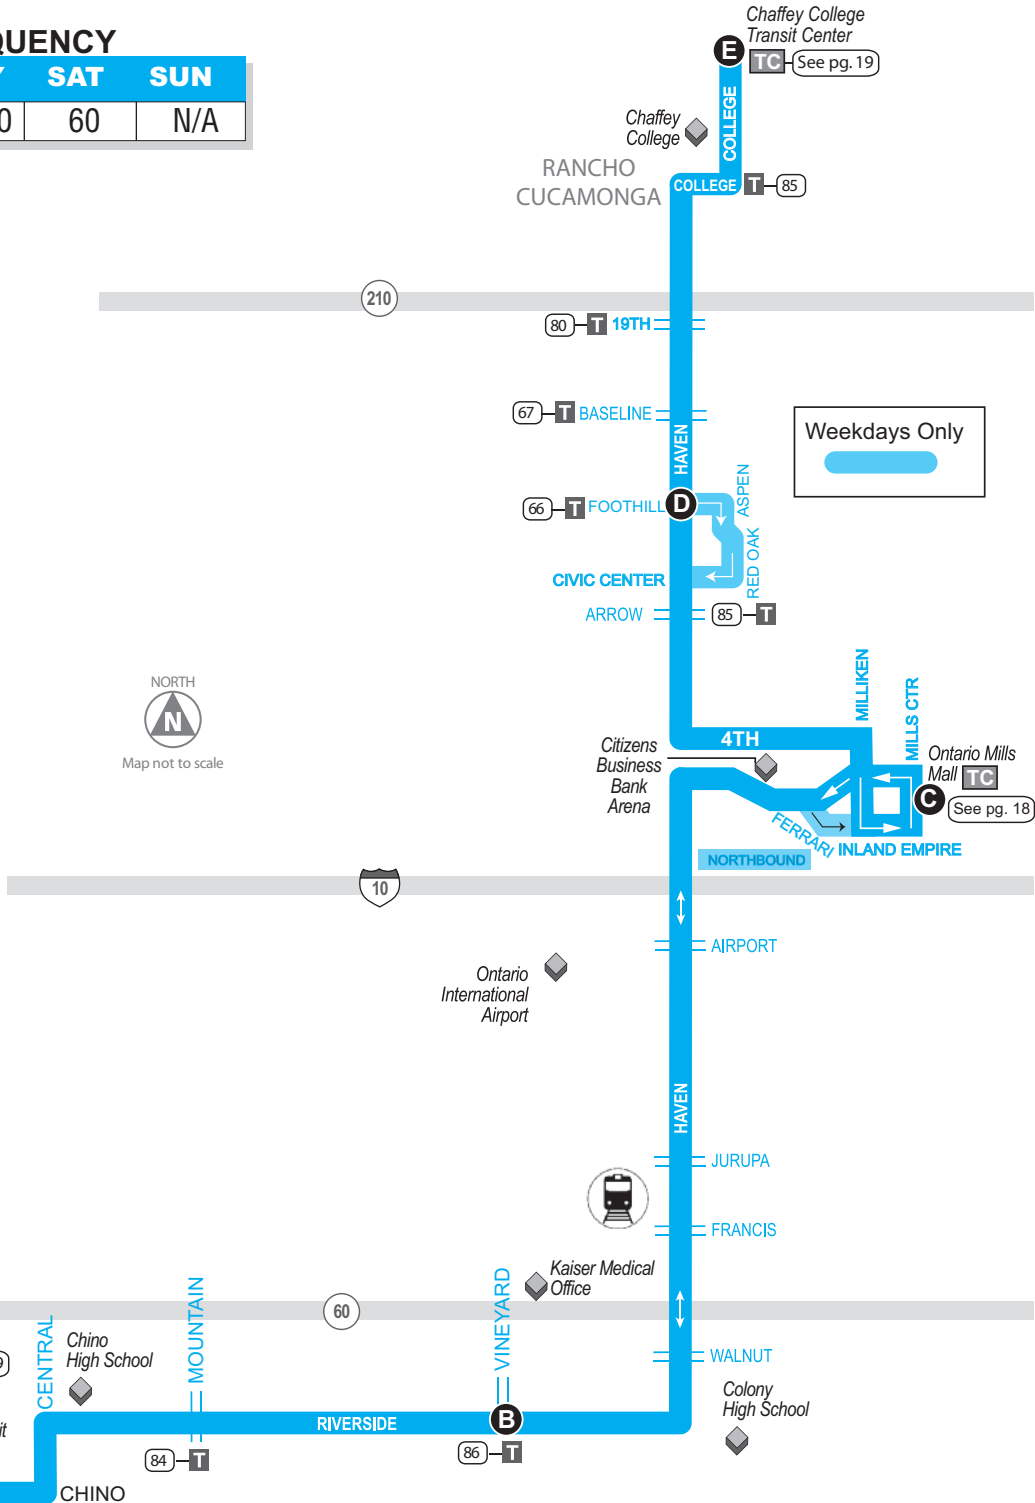 QUENCY
Y SAT SUN
0 60 N/A
Chaffey College
Transit Center
E
TC See pg. 19
COLLEGE
Chaffey
College
RANCHO
CUCAMONGA
COLLEGE T 85
210
80 T 19TH
67 T BASELINE
HAVEN
Weekdays Only
ASPEN
66 T FOOTHILL D
RED OAK
CIVIC CENTER
ARROW 85 T
NORTH
N
Map not to scale
MILLIKEN
MILLS CTR
4TH
Citizens
Business
Bank
Arena
Ontario Mills
Mall TC
C
See pg. 18
FERRARI
INLAND EMPIRE
NORTHBOUND
10
AIRPORT
Ontario
International
Airport
HAVEN
JURUPA
FRANCIS
Kaiser Medical
Office
60
VINEYARD
MOUNTAIN
CENTRAL
Chino
High School
9
WALNUT
Colony
High School
it
RIVERSIDE
B
84 T
86 T
CHINO